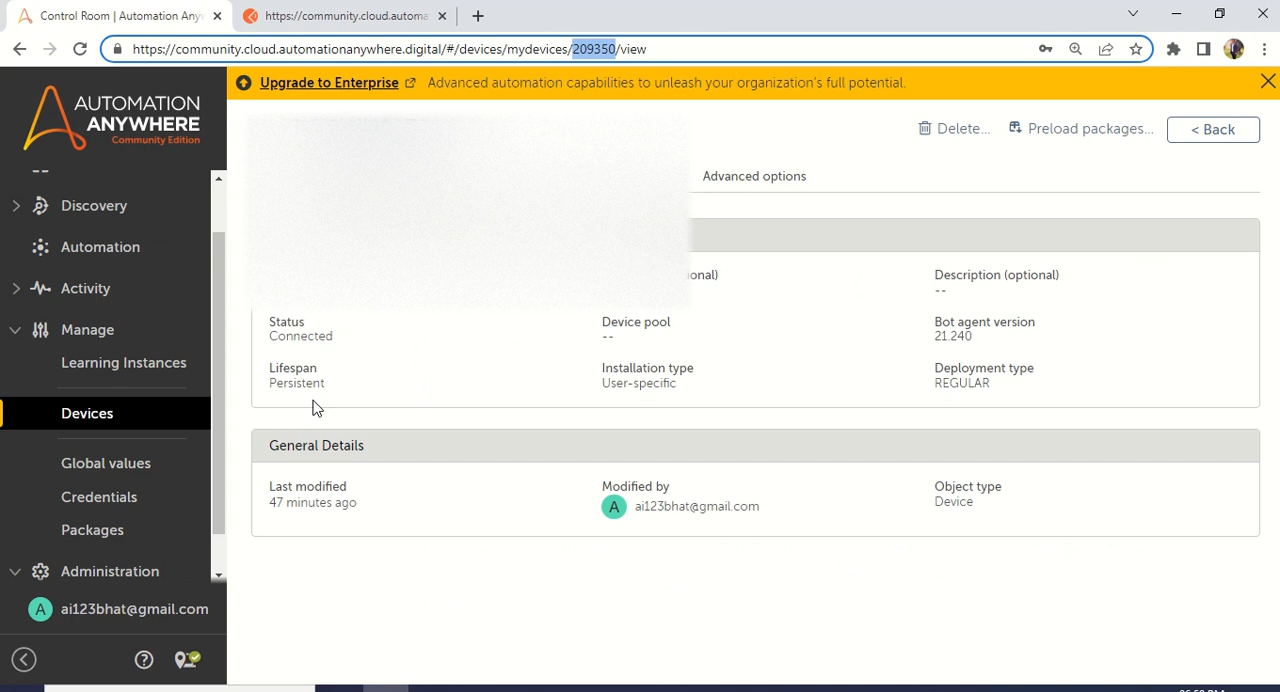 Control Room | Automation Any
https://community.cloud.automa
https://community.cloud.automationanywhere.digital/#/devices/mydevices/209350/view
Upgrade to Enterprise Advanced automation capabilities to unleash your organization's full potential.
AUTOMATION
ANYWHERE
Community Edition
Delete... Preload packages... < Back
Advanced options
Discovery
Automation
Activity
Manage
Learning Instances
Devices
Global values
Credentials
Packages
Administration
ai123bhat@gmail.com
onal)
Description (optional)
--
Status
Connected
Device pool
--
Bot agent version
21.240
Lifespan
Persistent
Installation type
User-specific
Deployment type
REGULAR
General Details
Last modified
47 minutes ago
Modified by
A ai123bhat@gmail.com
Object type
Device